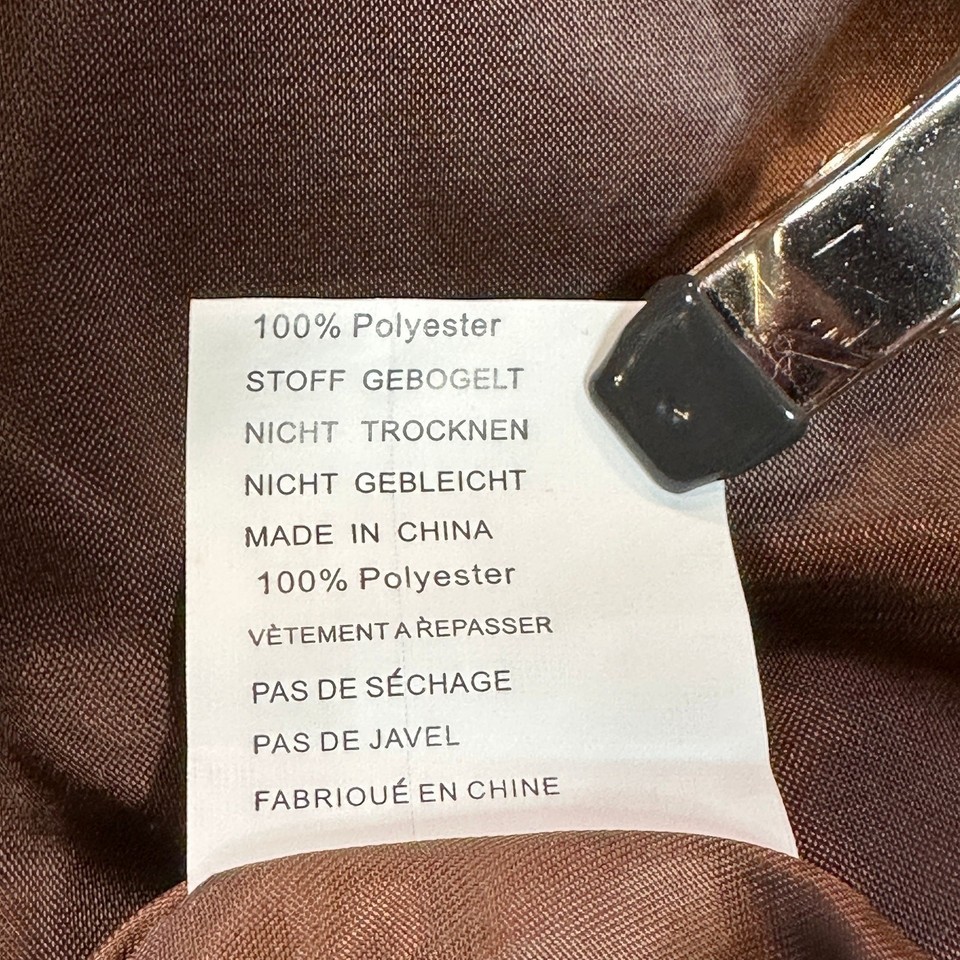 100% Polyester
STOFF GEBOGELT
NICHT TROCKNEN
NICHT GEBLEICHT
MADE IN CHINA
100% Polyester
VÈTEMENT A ŘEPASSER
PAS DE SÉCHAGE
PAS DE JAVEL
FABRIOUÉ EN CHINE